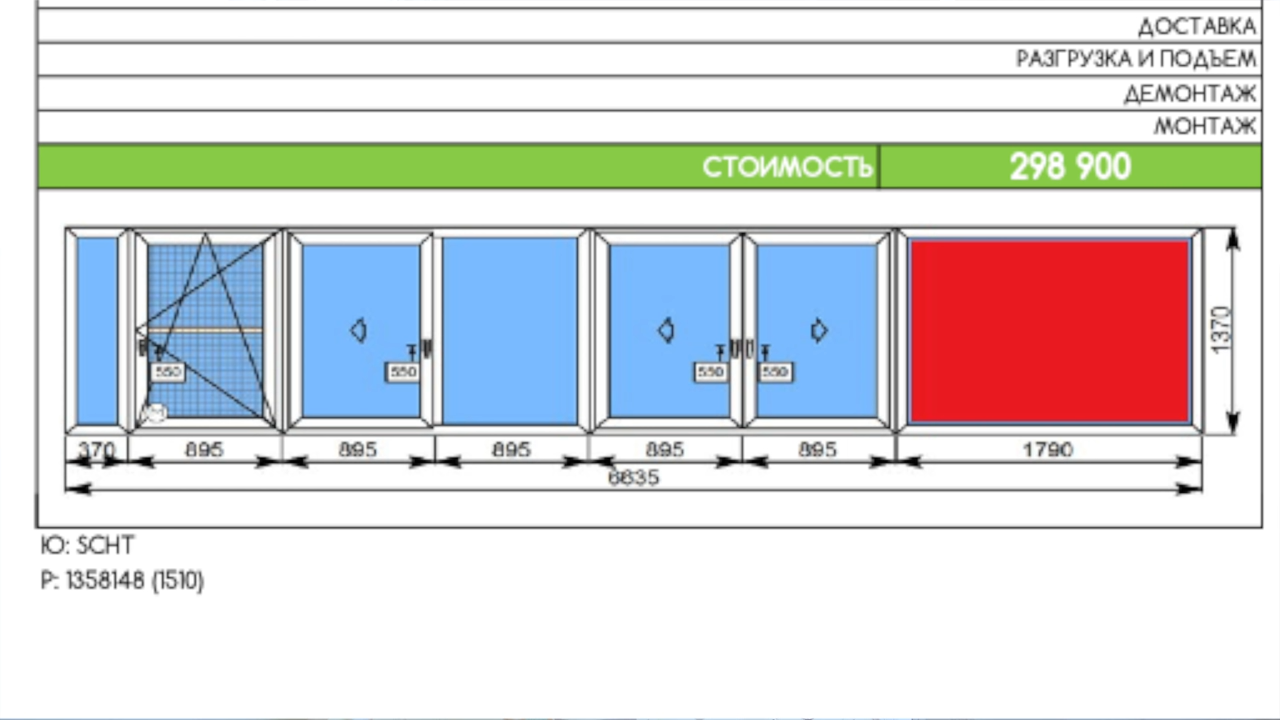 ДОСТАВКА
РАЗГРУЗКА И ПОДЪЕМ
ДЕМОНТАЖ
МОНТАЖ
СТОИМОСТЬ 298 900
550 550 550 550
1370
370 895 895 895 895 895 1790
6635
Ю: SCHT
Р: 1358148 (1510)